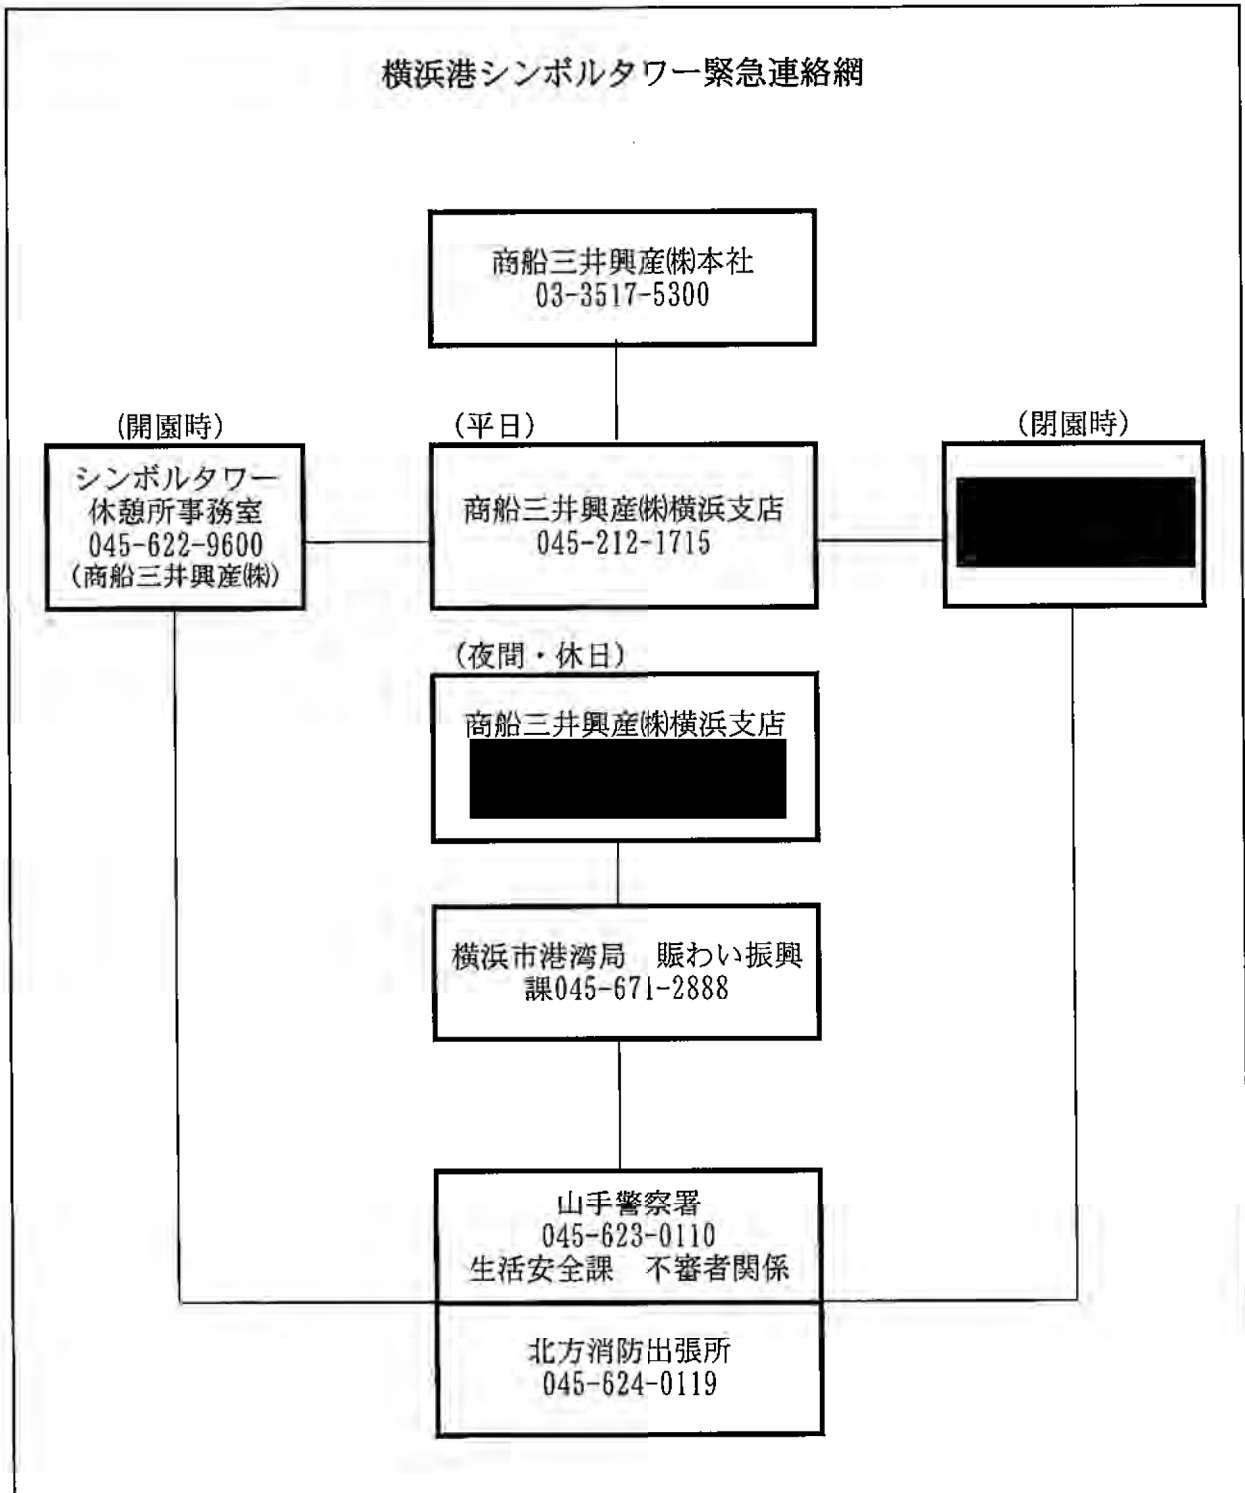 横浜港シンボルタワー緊急連絡網
商船三井興産㈱本社
03-3517-5300
(開園時)
シンボルタワー
休憩所事務室
045-622-9600
(商船三井興産㈱)
(平日)
商船三井興産㈱横浜支店
045-212-1715
(閉園時)
(夜間・休日)
商船三井興産㈱横浜支店
横浜市港湾局　賑わい振興
課045-671-2888
山手警察署
045-623-0110
生活安全課　不審者関係
北方消防出張所
045-624-0119